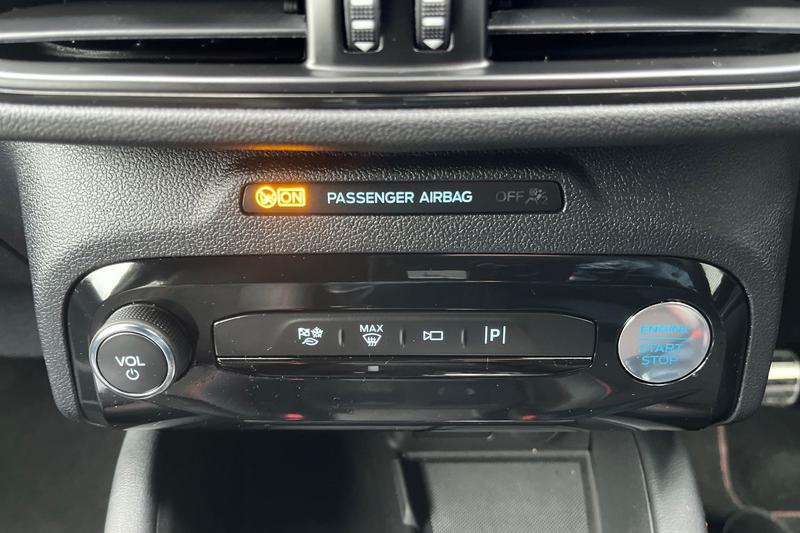 ON PASSENGER AIRBAG OFF
VOL
MAX
P
ENGINE
START
STOP